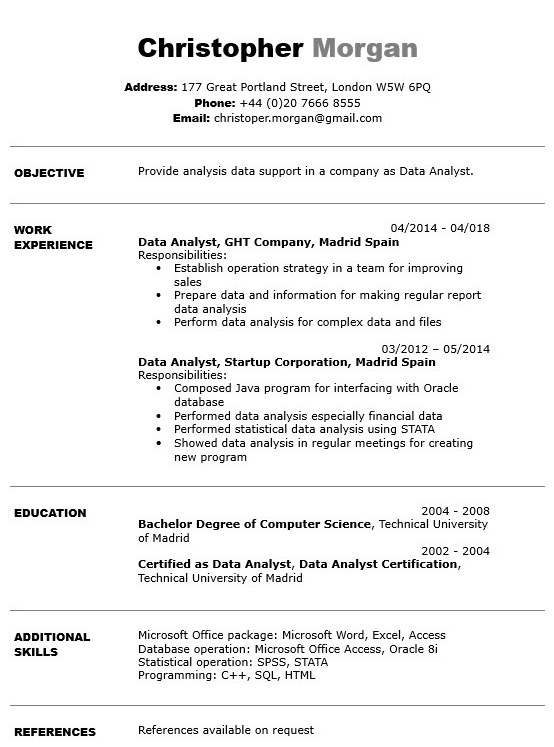 Christopher Morgan
Address: 177 Great Portland Street, London W5W 6PQ
Phone: +44 (0)20 7666 8555
Email: christoper.morgan@gmail.com
OBJECTIVE
Provide analysis data support in a company as Data Analyst.
WORK
EXPERIENCE
04/2014 - 04/018
Data Analyst, GHT Company, Madrid Spain
Responsibilities:
• Establish operation strategy in a team for improving
sales
• Prepare data and information for making regular report
data analysis
• Perform data analysis for complex data and files
03/2012 – 05/2014
Data Analyst, Startup Corporation, Madrid Spain
Responsibilities:
• Composed Java program for interfacing with Oracle
database
• Performed data analysis especially financial data
• Performed statistical data analysis using STATA
• Showed data analysis in regular meetings for creating
new program
EDUCATION
2004 - 2008
Bachelor Degree of Computer Science, Technical University
of Madrid
2002 - 2004
Certified as Data Analyst, Data Analyst Certification,
Technical University of Madrid
ADDITIONAL
SKILLS
Microsoft Office package: Microsoft Word, Excel, Access
Database operation: Microsoft Office Access, Oracle 8i
Statistical operation: SPSS, STATA
Programming: C++, SQL, HTML
REFERENCES
References available on request